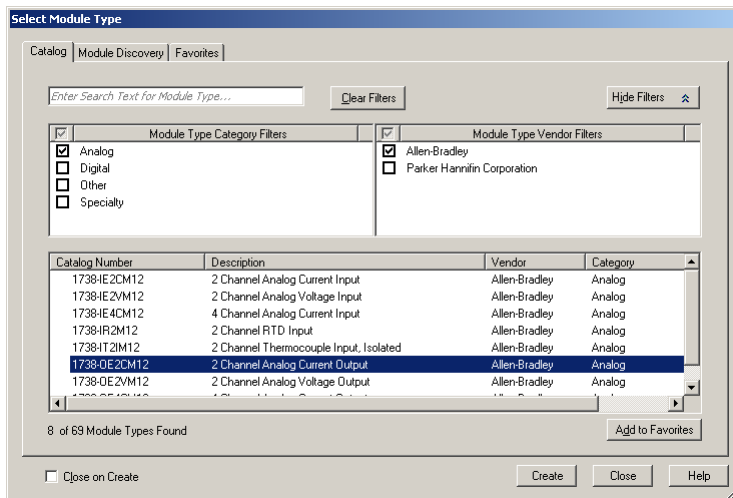 Select Module Type
Catalog Module Discovery Favorites
Enter Search Text for Module Type... Clear Filters Hide Filters
Module Type Category Filters Module Type Vendor Filters
Analog Allen-Bradley
Digital Parker Hannifin Corporation
Other
Specialty
Catalog Number Description Vendor Category
1738-IE2CM12 2 Channel Analog Current Input Allen-Bradley Analog
1738-IE2VM12 2 Channel Analog Voltage Input Allen-Bradley Analog
1738-IE4CM12 4 Channel Analog Current Input Allen-Bradley Analog
1738-IR2M12 2 Channel RTD Input Allen-Bradley Analog
1738-IT2IM12 2 Channel Thermocouple Input, Isolated Allen-Bradley Analog
1738-OE2CM12 2 Channel Analog Current Output Allen-Bradley Analog
1738-OE2VM12 2 Channel Analog Voltage Output Allen-Bradley Analog
8 of 69 Module Types Found Add to Favorites
Close on Create Create Close Help